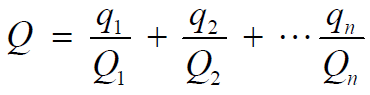 Q = q₁/Q₁ + q₂/Q₂ + ⋯ qₙ/Qₙ